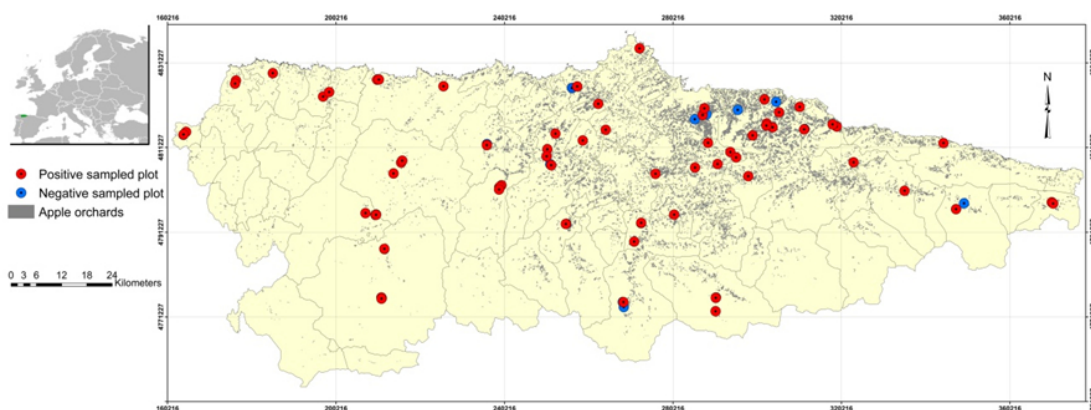 160216 200216 240216 280216 320216 360216
4831227
4811227
4791227
4771227
N
Positive sampled plot
Negative sampled plot
Apple orchards
0 3 6 12 18 24
Kilometers
160216 200216 240216 280216 320216 360216